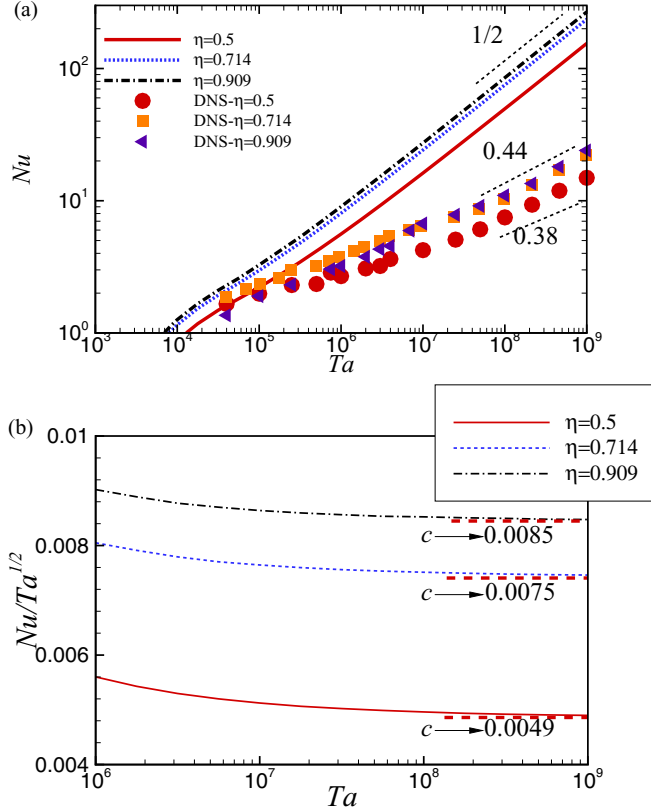 (a)
η=0.5
η=0.714
η=0.909
DNS-η=0.5
DNS-η=0.714
DNS-η=0.909
1/2
0.44
0.38
Nu
10²
10¹
10⁰
10³ 10⁴ 10⁵ 10⁶ 10⁷ 10⁸ 10⁹
Ta
(b)
η=0.5
η=0.714
η=0.909
Nu/Ta^{1/2}
0.01
0.008
0.006
0.004
c→0.0085
c→0.0075
c→0.0049
10⁶ 10⁷ 10⁸ 10⁹
Ta